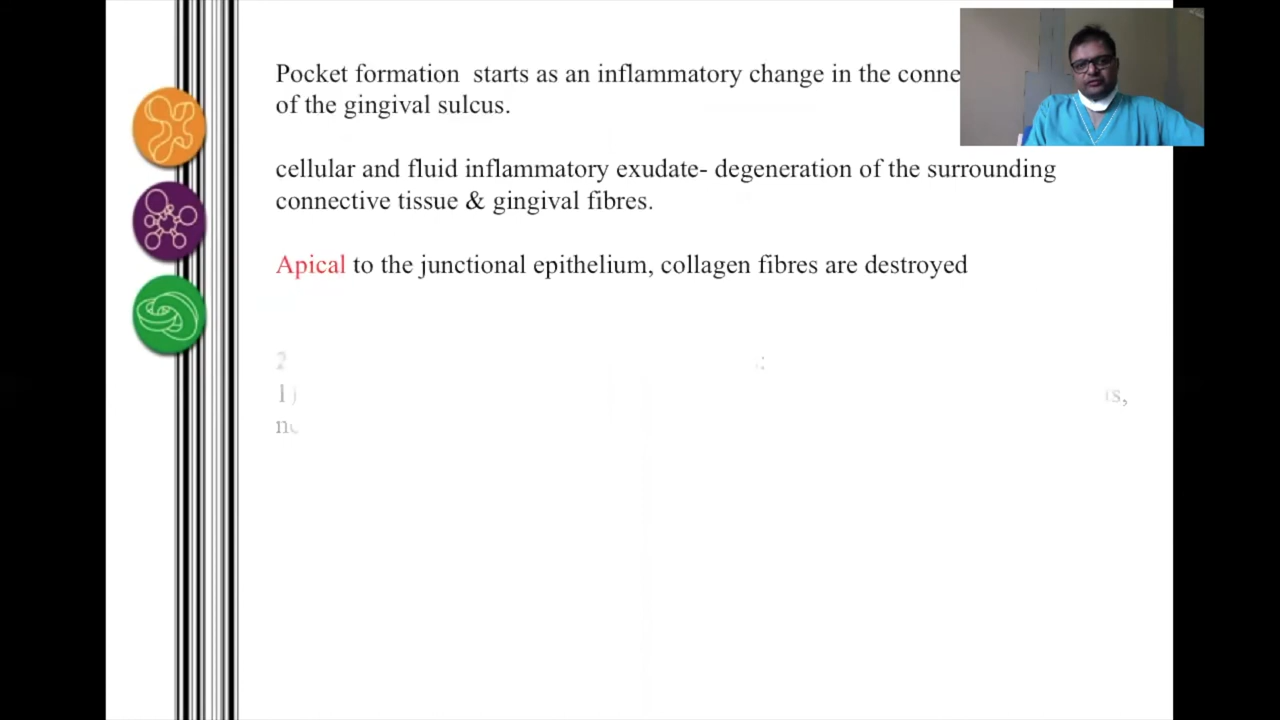 Pocket formation starts as an inflammatory change in the
of the gingival sulcus.
cellular and fluid inflammatory exudate- degeneration of the surrounding
connective tissue & gingival fibres.
Apical to the junctional epithelium, collagen fibres are destroyed